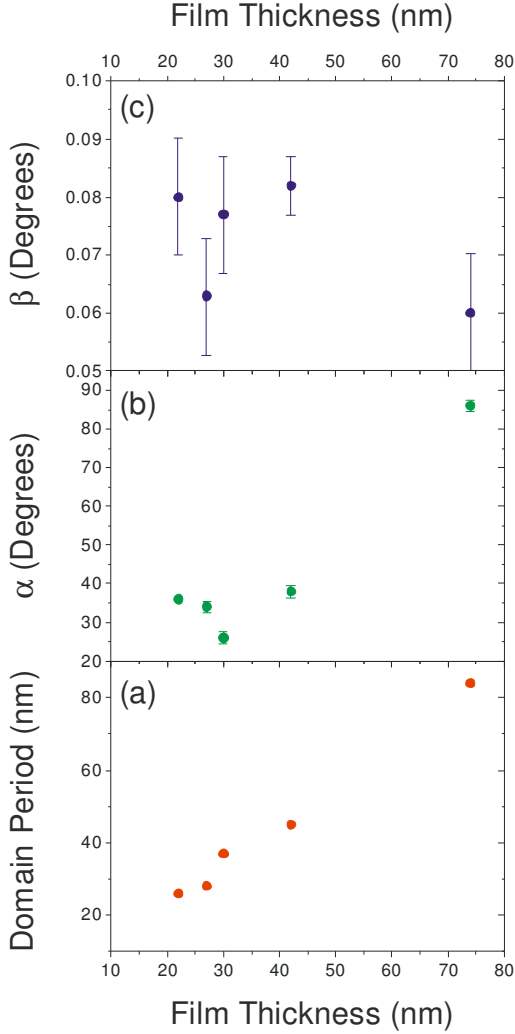 Film Thickness (nm)
10 20 30 40 50 60 70 80
0.10
0.09
0.08
0.07
0.06
0.05
β (Degrees)
(c)
90
80
70
60
50
40
30
20
α (Degrees)
(b)
80
60
40
20
Domain Period (nm)
(a)
10 20 30 40 50 60 70 80
Film Thickness (nm)